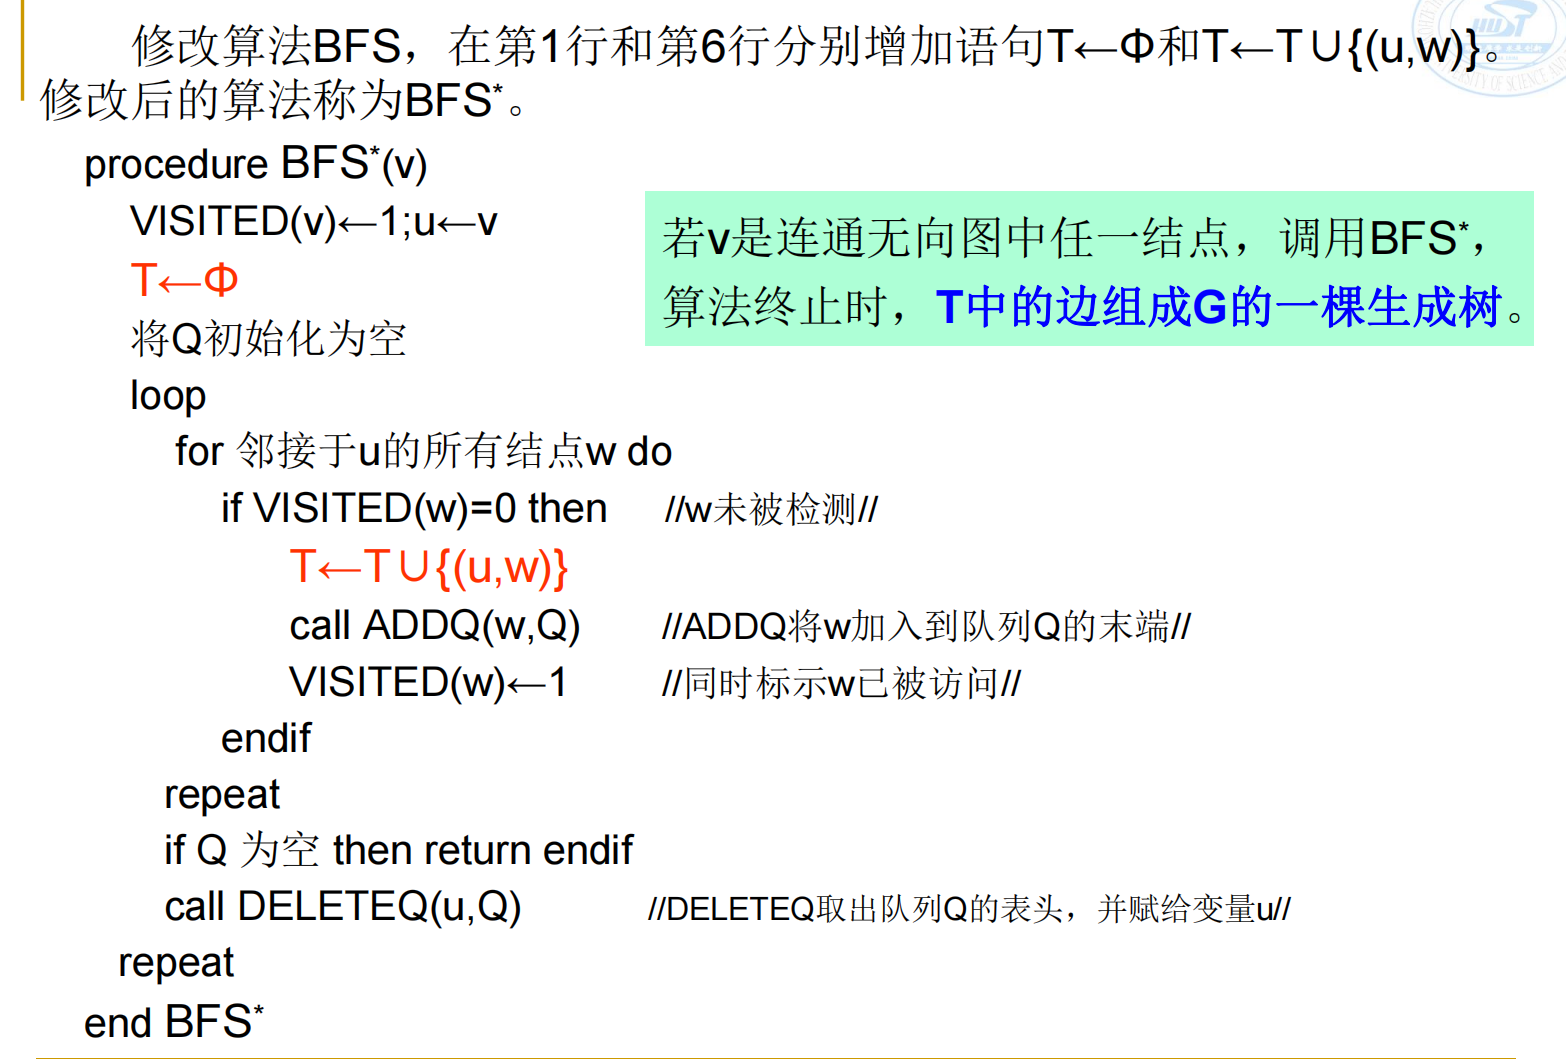 修改算法BFS，在第1行和第6行分别增加语句T←Φ和T←T∪{(u,w)}。
修改后的算法称为BFS*。
procedure BFS*(v)
VISITED(v)←1;u←v
T←Φ
将Q初始化为空
loop
for 邻接于u的所有结点w do
if VISITED(w)=0 then //w未被检测//
T←T∪{(u,w)}
call ADDQ(w,Q) //ADDQ将w加入到队列Q的末端//
VISITED(w)←1 //同时标示w已被访问//
endif
repeat
if Q 为空 then return endif
call DELETEQ(u,Q) //DELETEQ取出队列Q的表头，并赋给变量u//
repeat
end BFS*
若v是连通无向图中任一结点，调用BFS*，
算法终止时，T中的边组成G的一棵生成树。